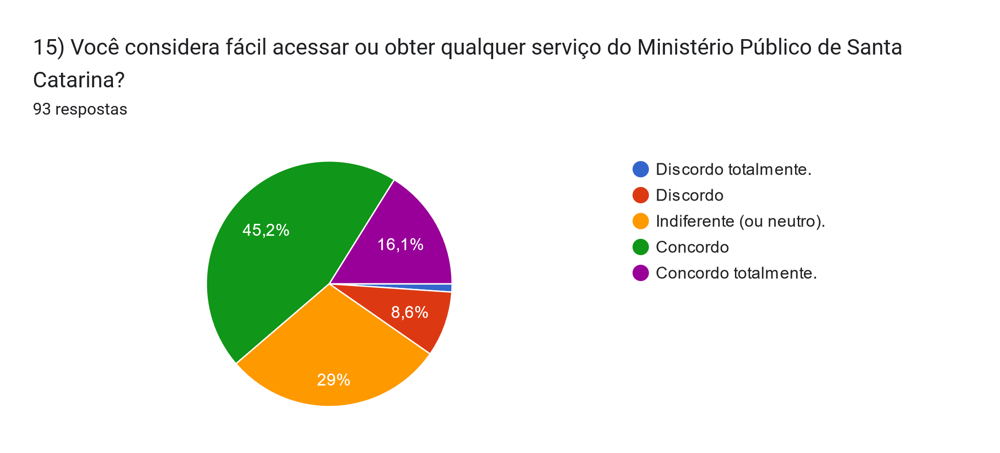 15) Você considera fácil acessar ou obter qualquer serviço do Ministério Público de Santa
Catarina?
93 respostas
45,2%
16,1%
8,6%
29%
Discordo totalmente.
Discordo
Indiferente (ou neutro).
Concordo
Concordo totalmente.